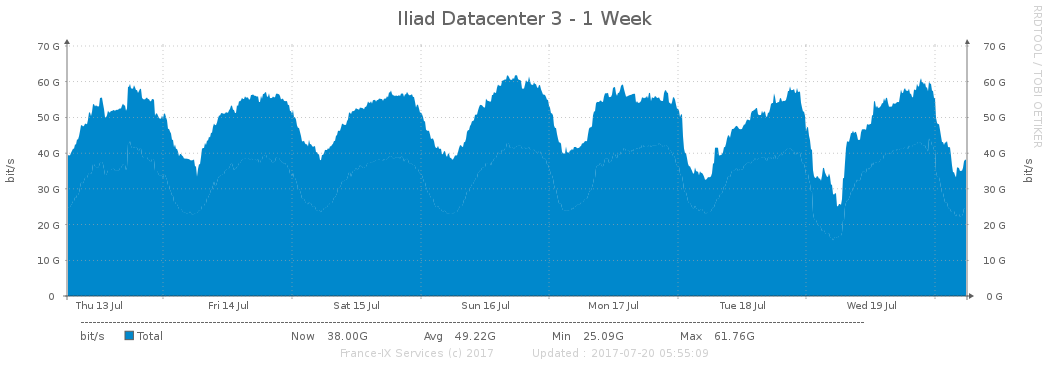 Iliad Datacenter 3 - 1 Week
RRDTOOL / TOBI OETIKER
70 G 70 G
60 G 60 G
50 G 50 G
40 G 40 G
30 G 30 G
20 G 20 G
10 G 10 G
0 0 G
bit/s bit/s
Thu 13 Jul Fri 14 Jul Sat 15 Jul Sun 16 Jul Mon 17 Jul Tue 18 Jul Wed 19 Jul
bit/s Total Now 38.00G Avg 49.22G Min 25.09G Max 61.76G
France-IX Services (c) 2017 Updated : 2017-07-20 05:55:09